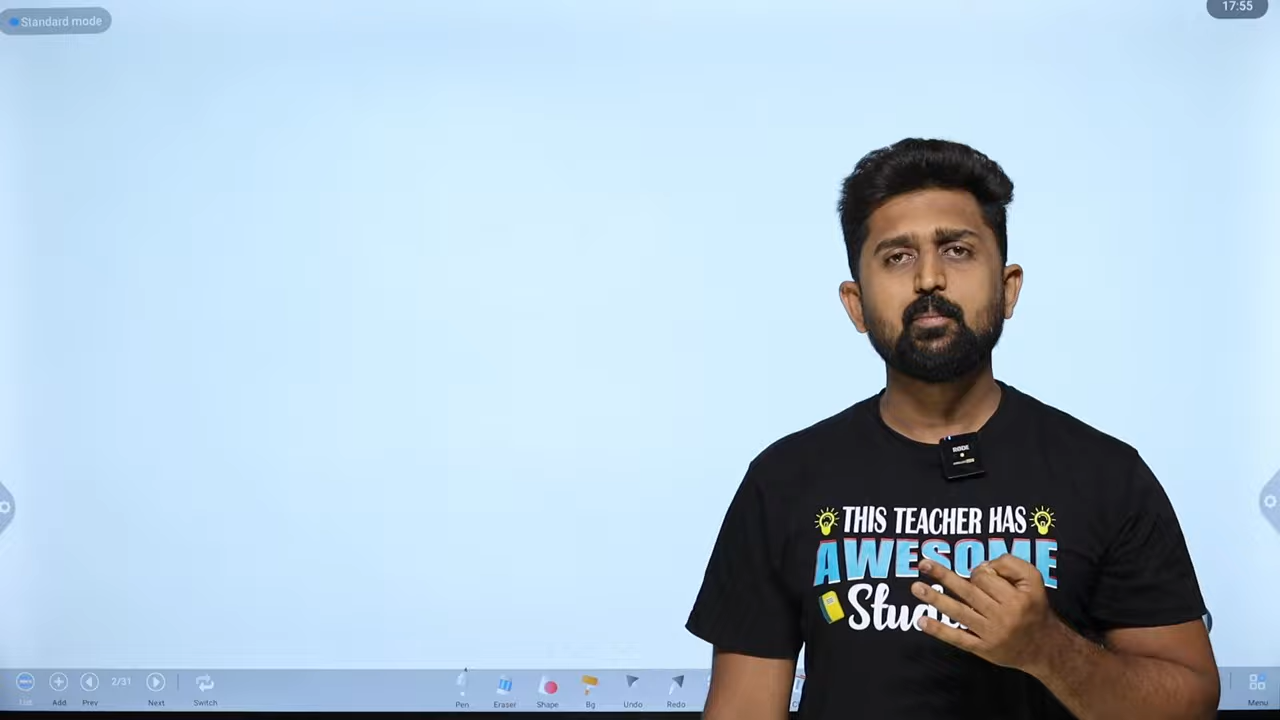 Standard mode
17:55
THIS TEACHER HAS
AWESOME
RODE
Add
Prev
2/31
Next
Switch
Pen
Eraser
Shape
Bg
Undo
Redo
Menu